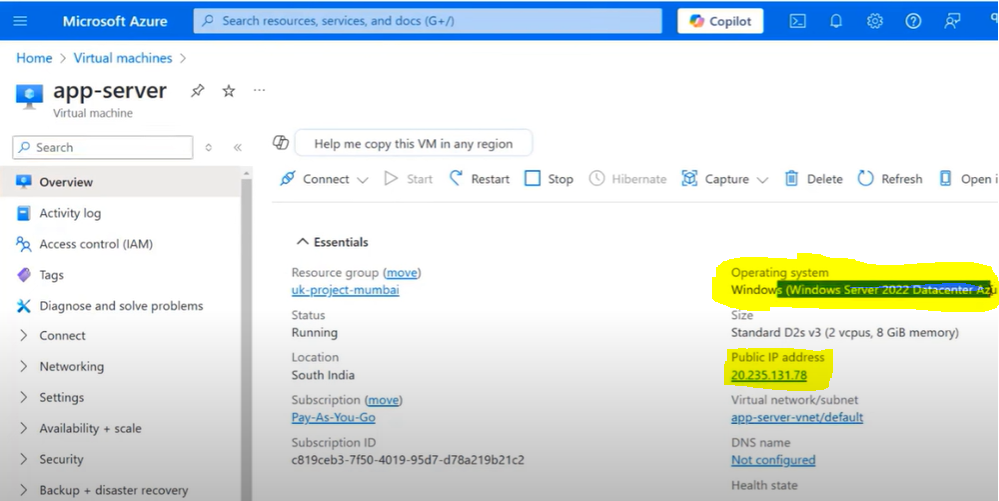 Microsoft Azure
Search resources, services, and docs (G+/)
Copilot
Home > Virtual machines >
app-server
Virtual machine
Search
Help me copy this VM in any region
Connect Start Restart Stop Hibernate Capture Delete Refresh Open i
Overview
Activity log
Access control (IAM)
Tags
Diagnose and solve problems
Connect
Networking
Settings
Availability + scale
Security
Backup + disaster recovery
Essentials
Resource group (move)
uk-project-mumbai
Status
Running
Location
South India
Subscription (move)
Pay-As-You-Go
Subscription ID
c819ceb3-7f50-4019-95d7-d78a219b21c2
Operating system
Windows (Windows Server 2022 Datacenter Azu
Size
Standard D2s v3 (2 vcpus, 8 GiB memory)
Public IP address
20.235.131.78
Virtual network/subnet
app-server-vnet/default
DNS name
Not configured
Health state